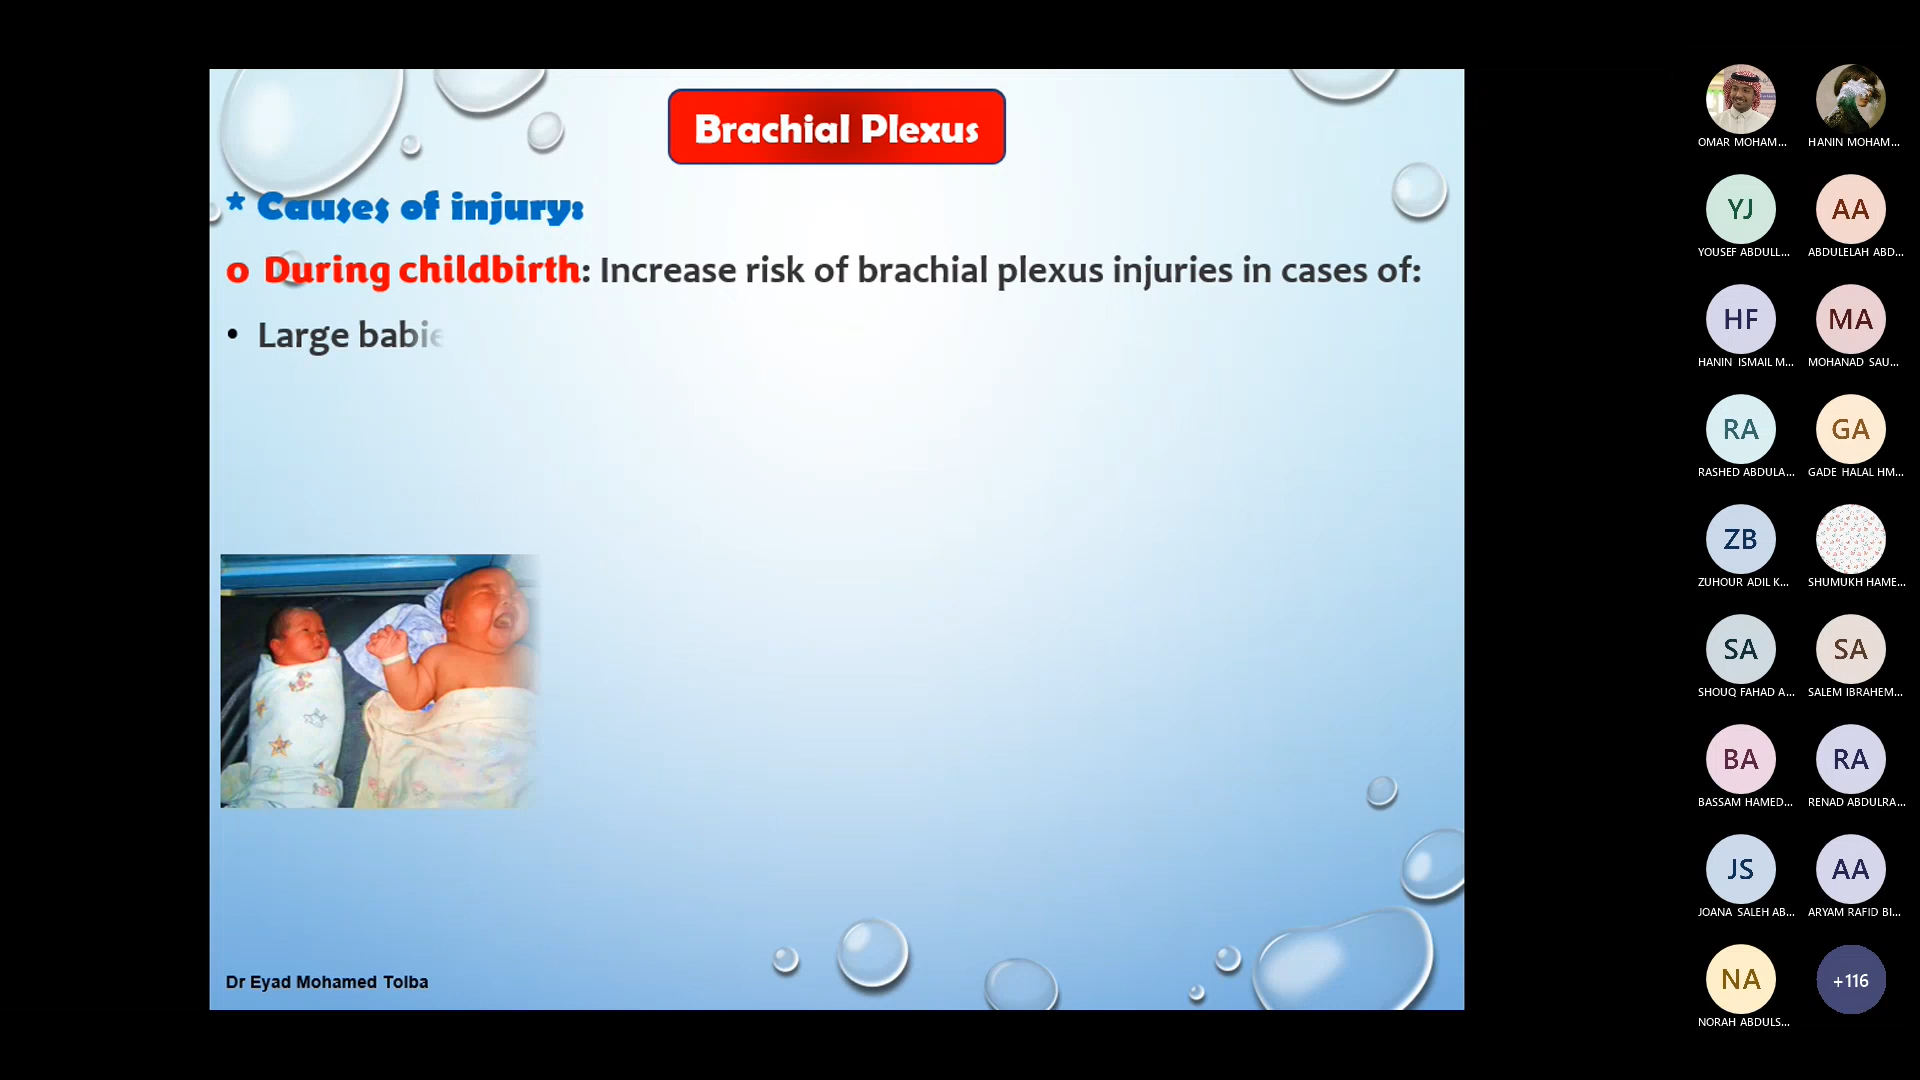 Brachial Plexus
* Causes of injury:
o During childbirth: Increase risk of brachial plexus injuries in cases of:
• Large babie
Dr Eyad Mohamed Tolba
OMAR MOHAM...
HANIN MOHAM...
YJ
YOUSEF ABDULL...
AA
ABDULELAH ABD...
HF
HANIN ISMAIL M...
MA
MOHANAD SAU...
RA
RASHED ABDULA...
GA
GADE HALAL HM...
ZB
ZUHOUR ADIL K...
SHUMUKH HAME...
SA
SHOUQ FAHAD A...
SA
SALEM IBRAHEM...
BA
BASSAM HAMED...
RA
RENAD ABDULRA...
JS
JOANA SALEH AB...
AA
ARYAM RAFID BI...
NA
NORAH ABDULS...
+116